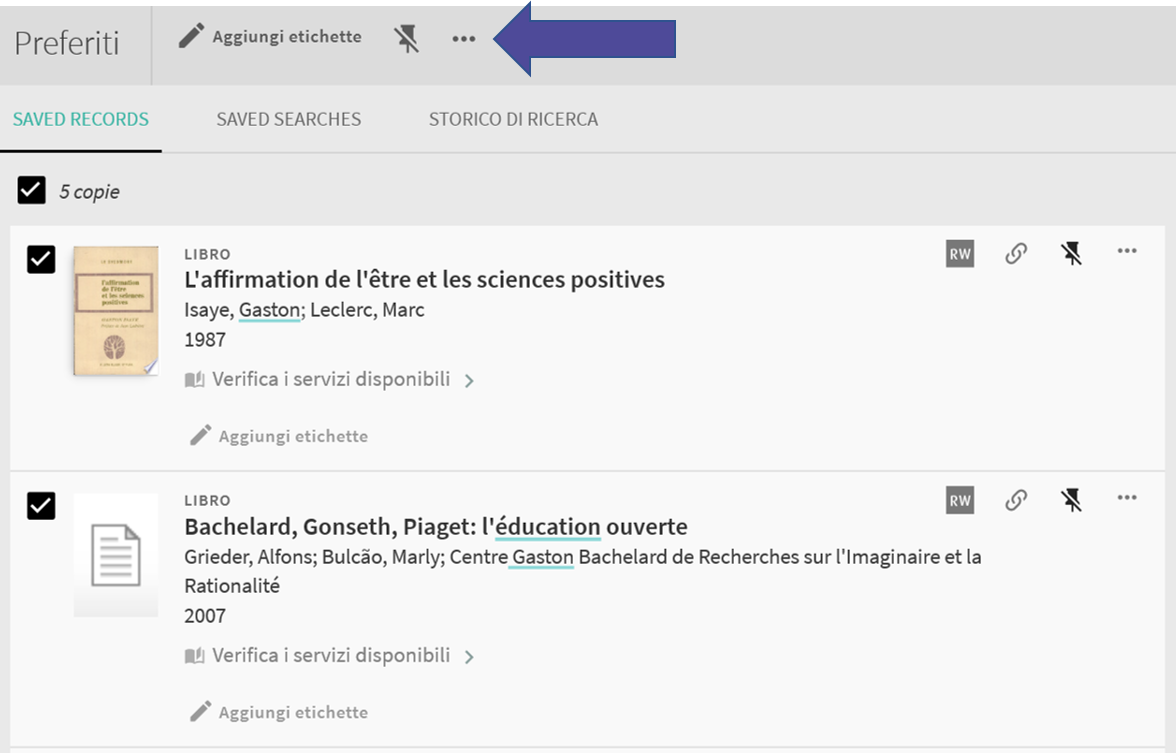 Preferiti
Aggiungi etichette
SAVED RECORDS
SAVED SEARCHES
STORICO DI RICERCA
5 copie
LIBRO
RW
L'affirmation de l'être et les sciences positives
Isaye, Gaston; Leclerc, Marc
1987
Verifica i servizi disponibili
Aggiungi etichette
l'affirmation
de l'être
et les sciences
positives
LIBRO
RW
Bachelard, Gonseth, Piaget: l'éducation ouverte
Grieder, Alfons; Bulcão, Marly; Centre Gaston Bachelard de Recherches sur l'Imaginaire et la
Rationalité
2007
Verifica i servizi disponibili
Aggiungi etichette